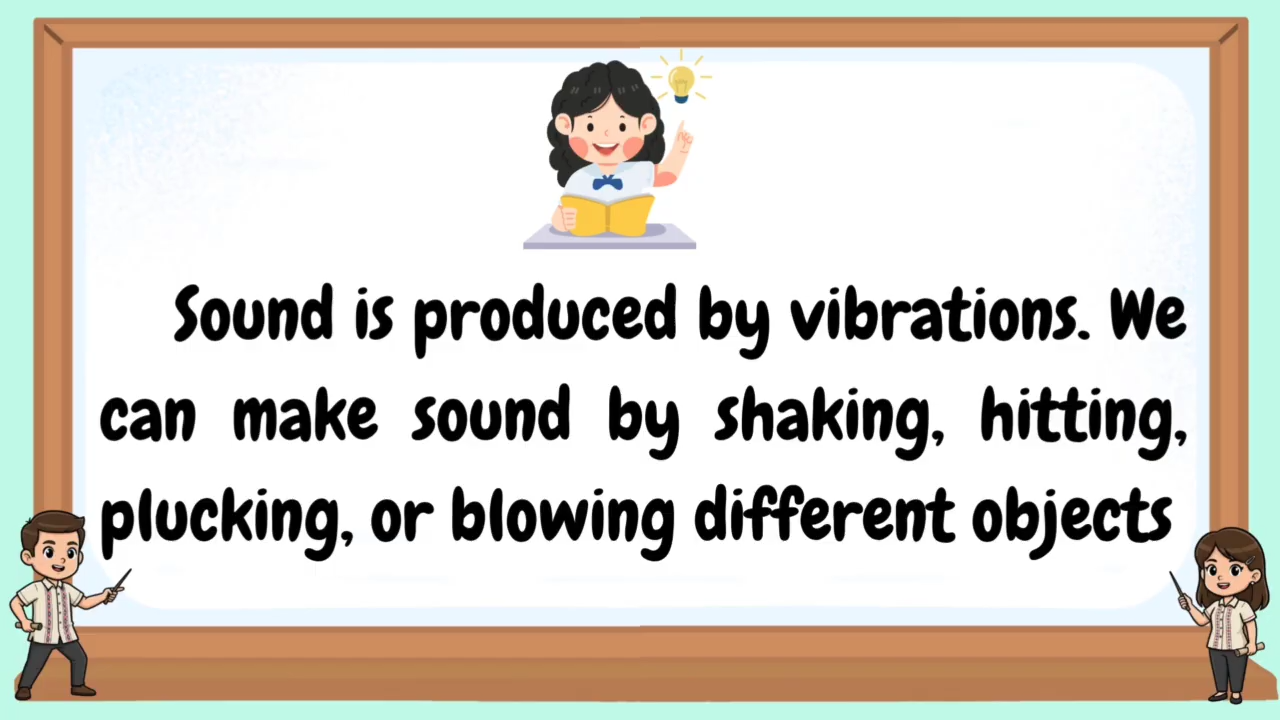 Sound is produced by vibrations. We
can make sound by shaking, hitting,
plucking, or blowing different objects